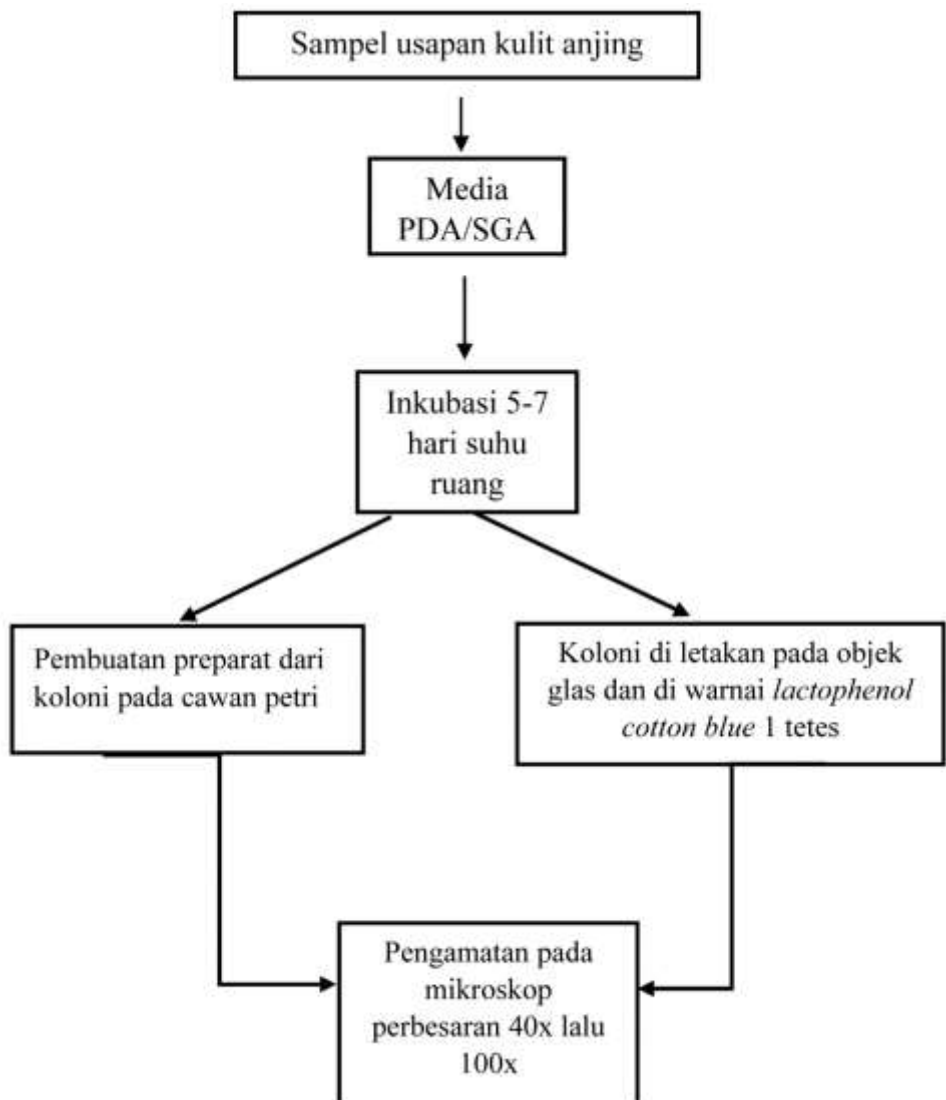 Sampel usapan kulit anjing
Media
PDA/SGA
Inkubasi 5-7
hari suhu
ruang
Pembuatan preparat dari
koloni pada cawan petri
Koloni di letakan pada objek
glas dan di warnai lactophenol
cotton blue 1 tetes
Pengamatan pada
mikroskop
perbesaran 40x lalu
100x